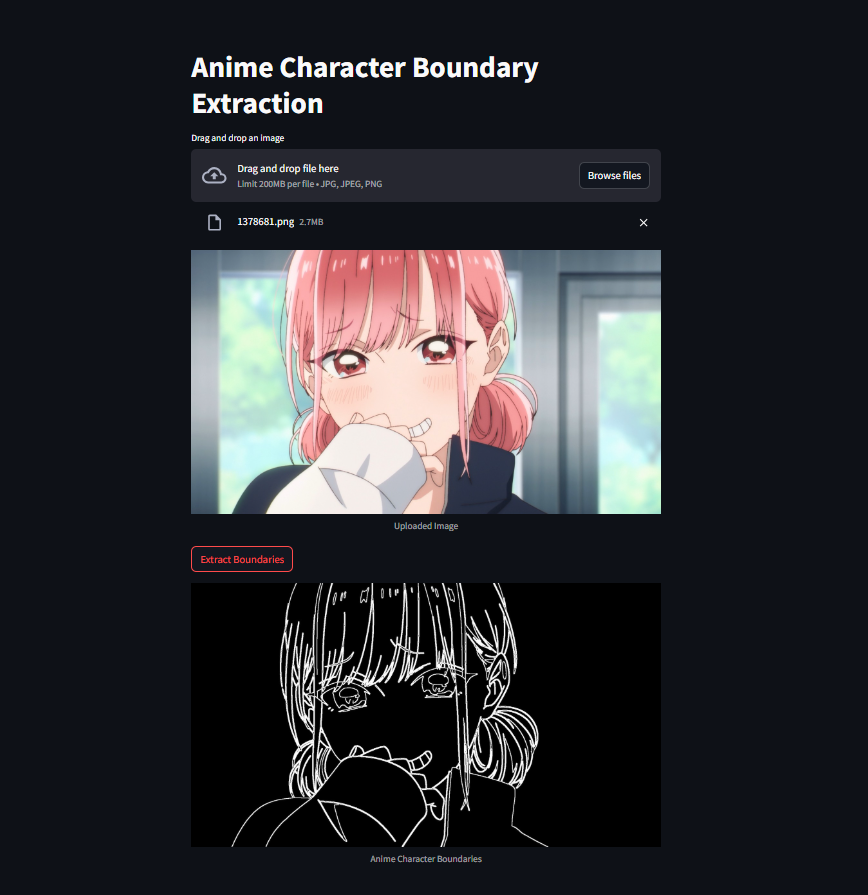 Anime Character Boundary
Extraction
Drag and drop an image
Drag and drop file here
Limit 200MB per file • JPG, JPEG, PNG
Browse files
1378681.png 2.7MB
Uploaded Image
Extract Boundaries
Anime Character Boundaries